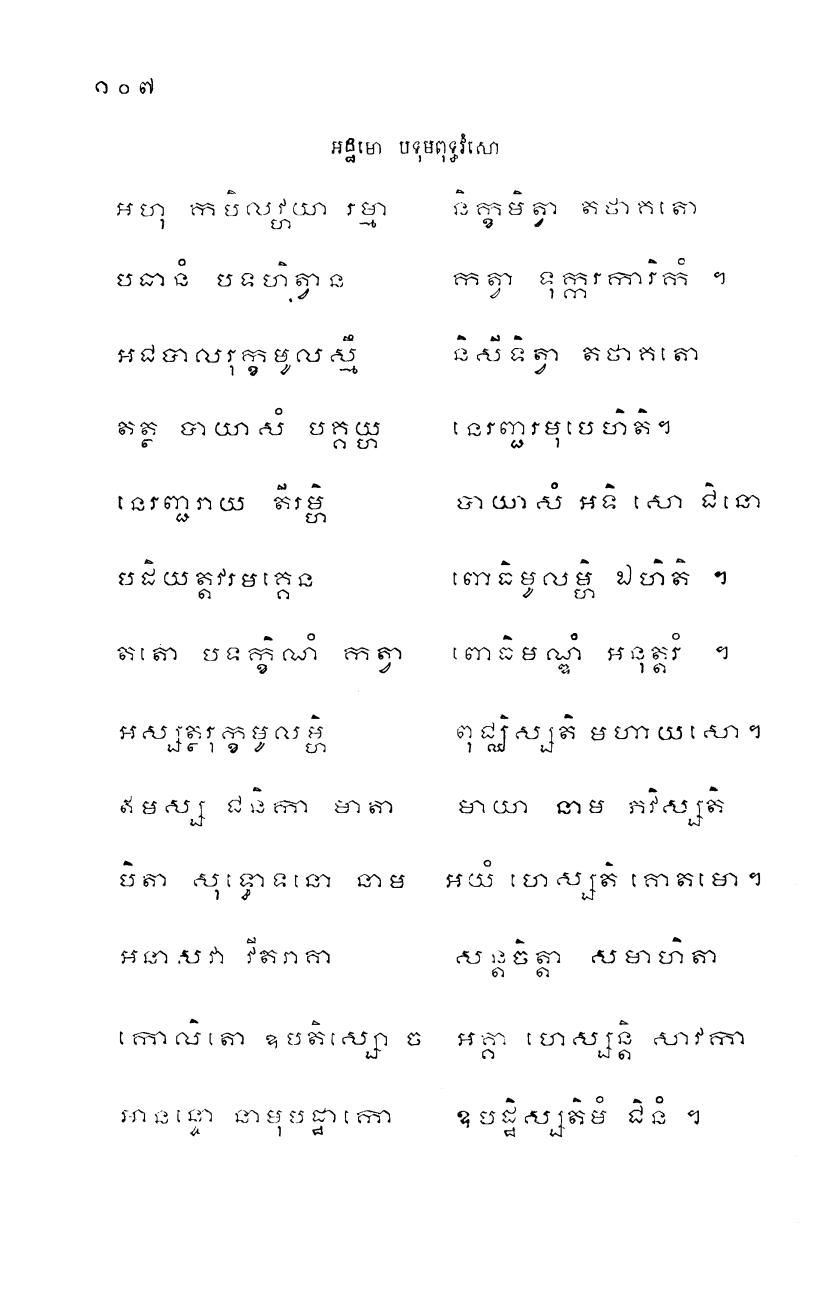 ១០៧
អដ្ឋមោ បទុមពុទ្ធវំសោ
អហុ កបិលវ្ហយា រម្មា និក្ខមិត្វា តថាគតោ
បធានំ បទហិត្វាន កត្វា ទុក្ករការិកំ ។
អជបាលរុក្ខមូលស្មឹ និសីទិត្វា តថាគតោ
តត្ថ បាយាសំ បគ្គយ្ហ នេរញ្ជរមុបេហិតិ។
នេរញ្ជរាយ តីរម្ហិ បាយាសំ អទិ សោ ជិនោ
បដិយត្តវរមគ្គេន ពោធិមូលម្ហិ ឯហិតិ ។
តតោ បទក្ខិណំ កត្វា ពោធិមណ្ឌំ អនុត្តរំ ។
អស្សត្ថរុក្ខមូលម្ហិ ពុជ្ឈិស្សតិ មហាយសោ។
ឥមស្ស ជនិកា មាតា មាយា នាម ភវិស្សតិ
បិតា សុទ្ធោទនោ នាម អយំ ហេស្សតិ គោតមោ។
អនាសវា វីតរាគា សន្តចិត្តា សមាហិតា
កោលិតោ ឧបតិស្សោ ច អគ្គា ហេស្សន្តិ សាវកា
អានន្ទោ នាមុបដ្ឋាកោ ឧបដ្ឋិស្សតិមំ ជិនំ ។